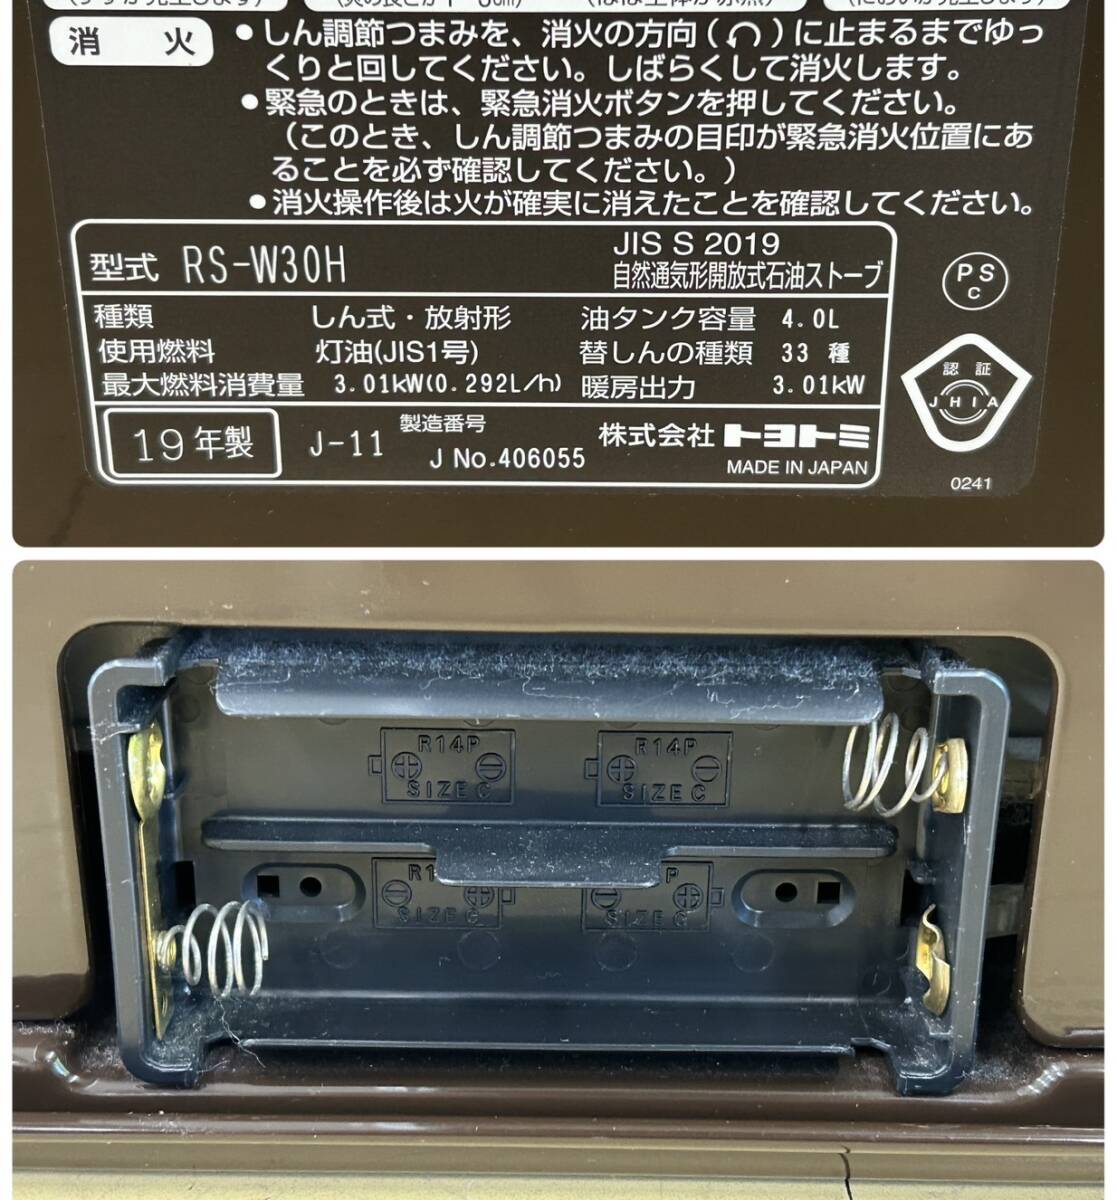 消 火
●しん調節つまみを、消火の方向(↶)に止まるまでゆっ
くりと回してください。しばらくして消火します。
●緊急のときは、緊急消火ボタンを押してください。
(このとき、しん調節つまみの目印が緊急消火位置にあ
ることを必ず確認してください。)
●消火操作後は火が確実に消えたことを確認してください。
型式 RS-W30H
JIS S 2019
自然通気形開放式石油ストーブ
PS
C
種類 しん式・放射形 油タンク容量 4.0L
使用燃料 灯油(JIS1号) 替しんの種類 33 種
最大燃料消費量 3.01kW(0.292L/h) 暖房出力 3.01kW
認 証
JHIA
19年製 J-11 製造番号
J No.406055
株式会社トヨトミ
MADE IN JAPAN
0241
R14P R14P
⊕ ⊖ ⊕ ⊖
SIZE C SIZE C
R1 P
⊖ ⊕ ⊖ ⊕
SIZE C SIZE C